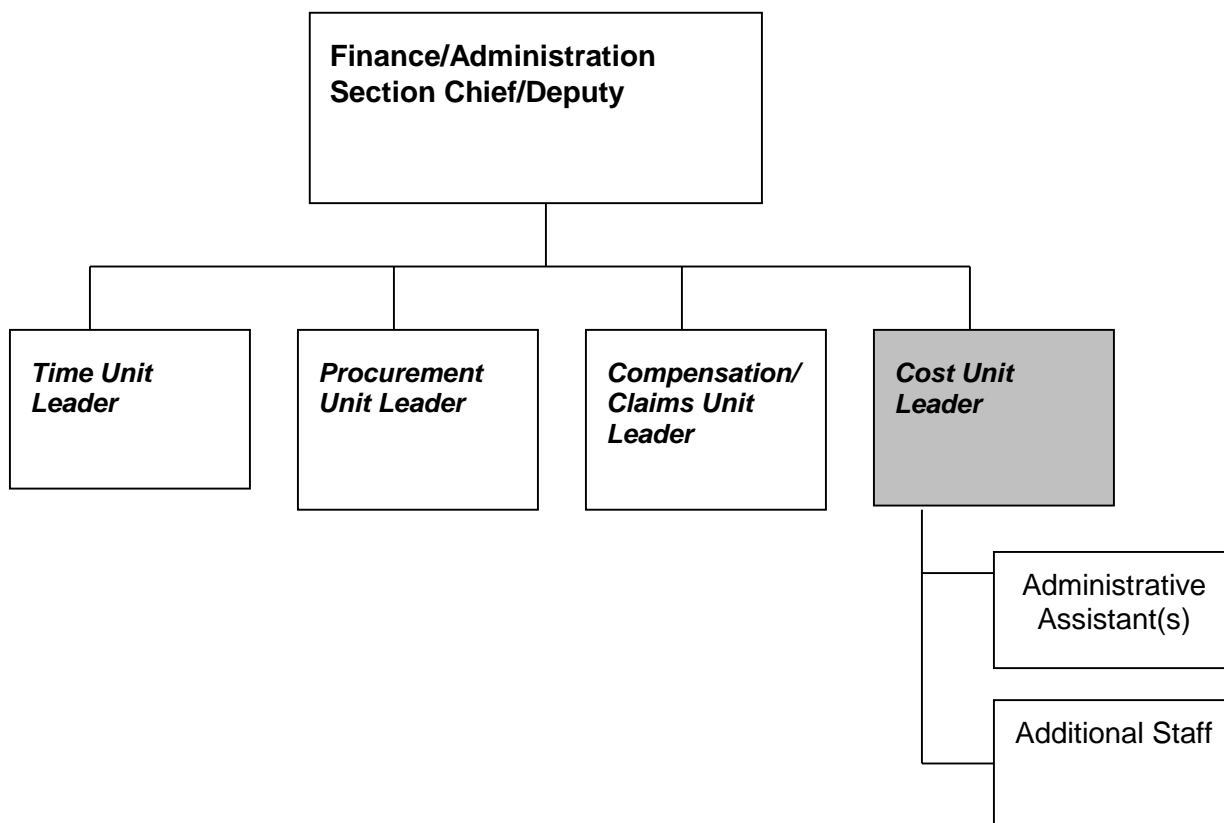 Finance/Administration
Section Chief/Deputy
Time Unit
Leader
Procurement
Unit Leader
Compensation/
Claims Unit
Leader
Cost Unit
Leader
Administrative
Assistant(s)
Additional Staff